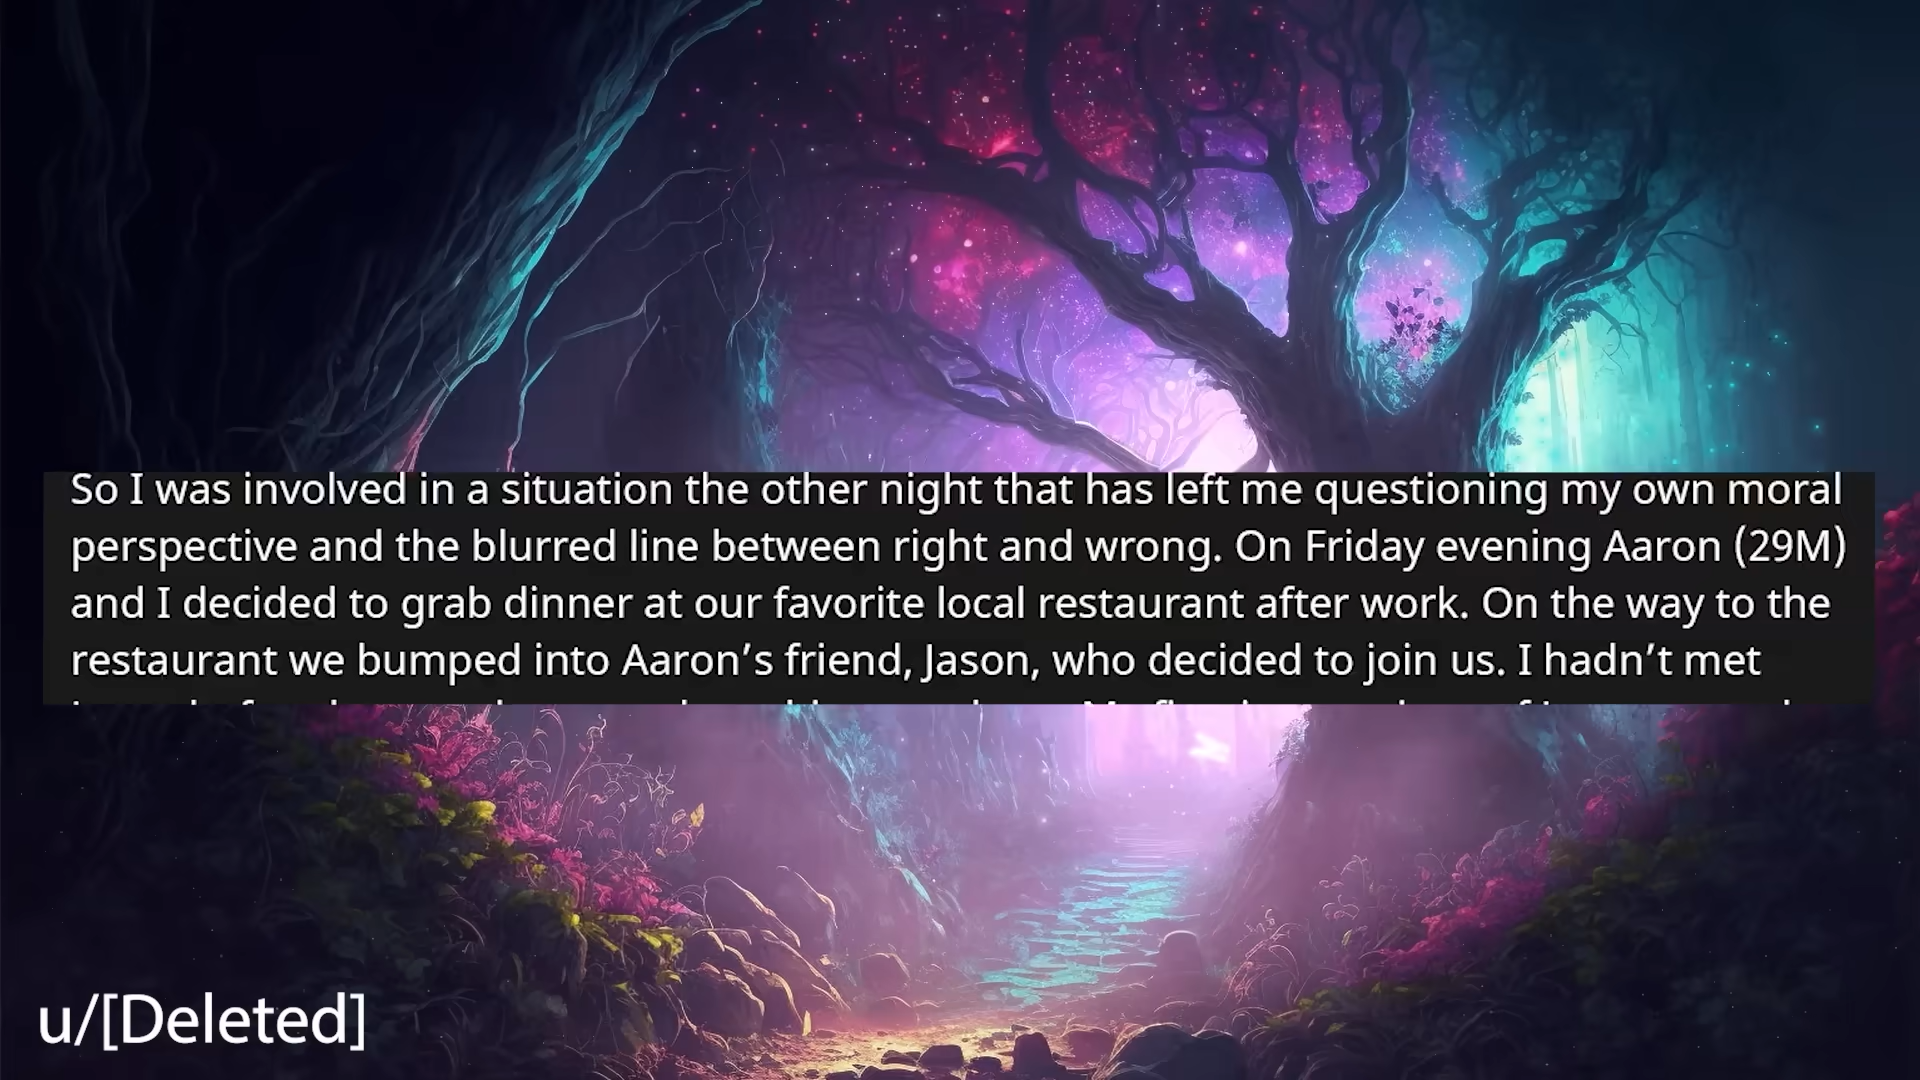 So I was involved in a situation the other night that has left me questioning my own moral
perspective and the blurred line between right and wrong. On Friday evening Aaron (29M)
and I decided to grab dinner at our favorite local restaurant after work. On the way to the
restaurant we bumped into Aaron’s friend, Jason, who decided to join us. I hadn’t met
u/[Deleted]